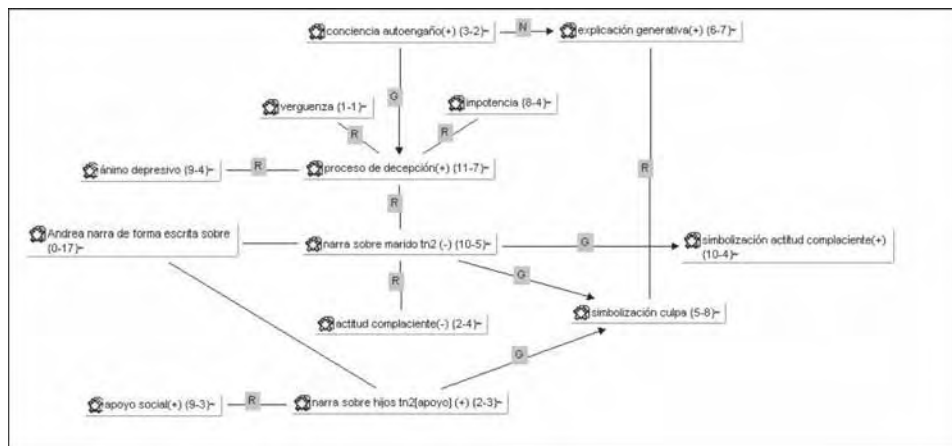 conciencia autoengaño(+) (3-2)~
N
explicación generativa(+) (6-7)~
G
verguenza (1-1)~
impotencia (8-4)~
R
R
ánimo depresivo (9-4)~
R
proceso de decepción(+) (11-7)~
R
R
Andrea narra de forma escrita sobre
(0-17)~
narra sobre marido tn2 (-) (10-5)~
G
simbolización actitud complaciente(+)
(10-4)~
R
G
actitud complaciente(-) (2-4)~
simbolización culpa (5-8)~
G
apoyo social(+) (9-3)~
R
narra sobre hijos tn2[apoyo] (+) (2-3)~